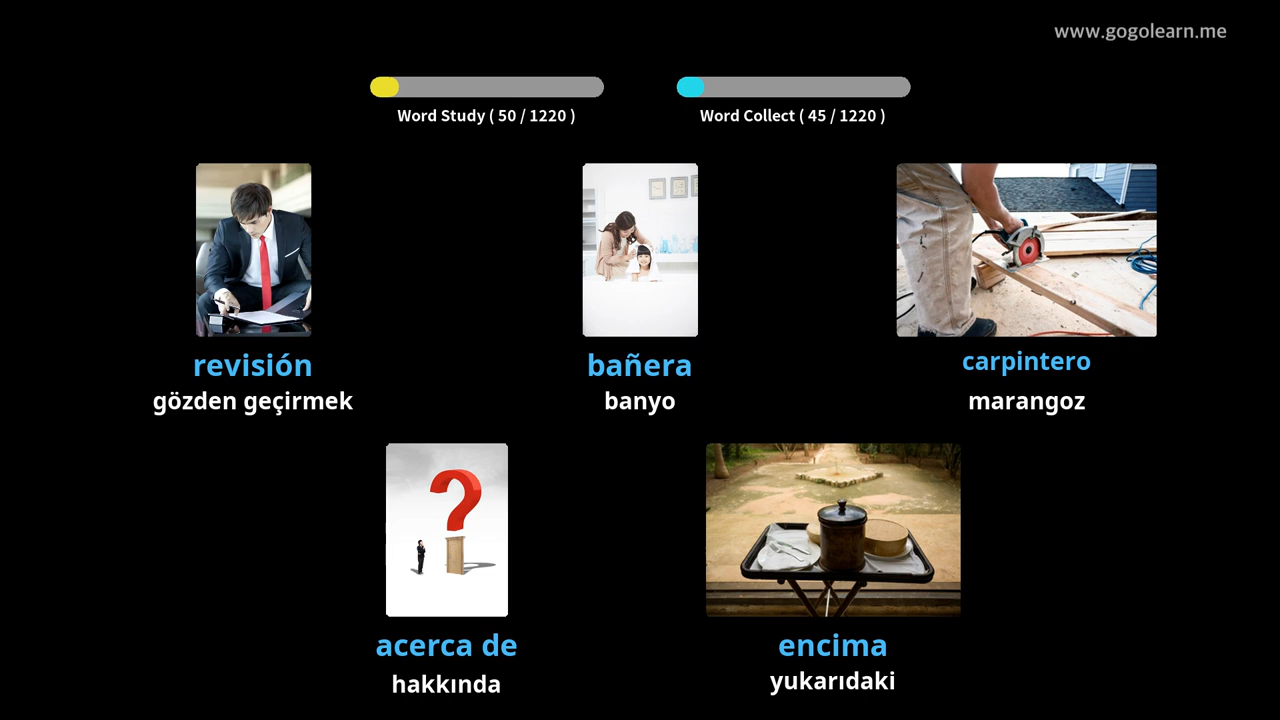 www.gogolearn.me
Word Study ( 50 / 1220 )
Word Collect ( 45 / 1220 )
revisión
gözden geçirmek
bañera
banyo
carpintero
marangoz
acerca de
hakkında
encima
yukarıdaki